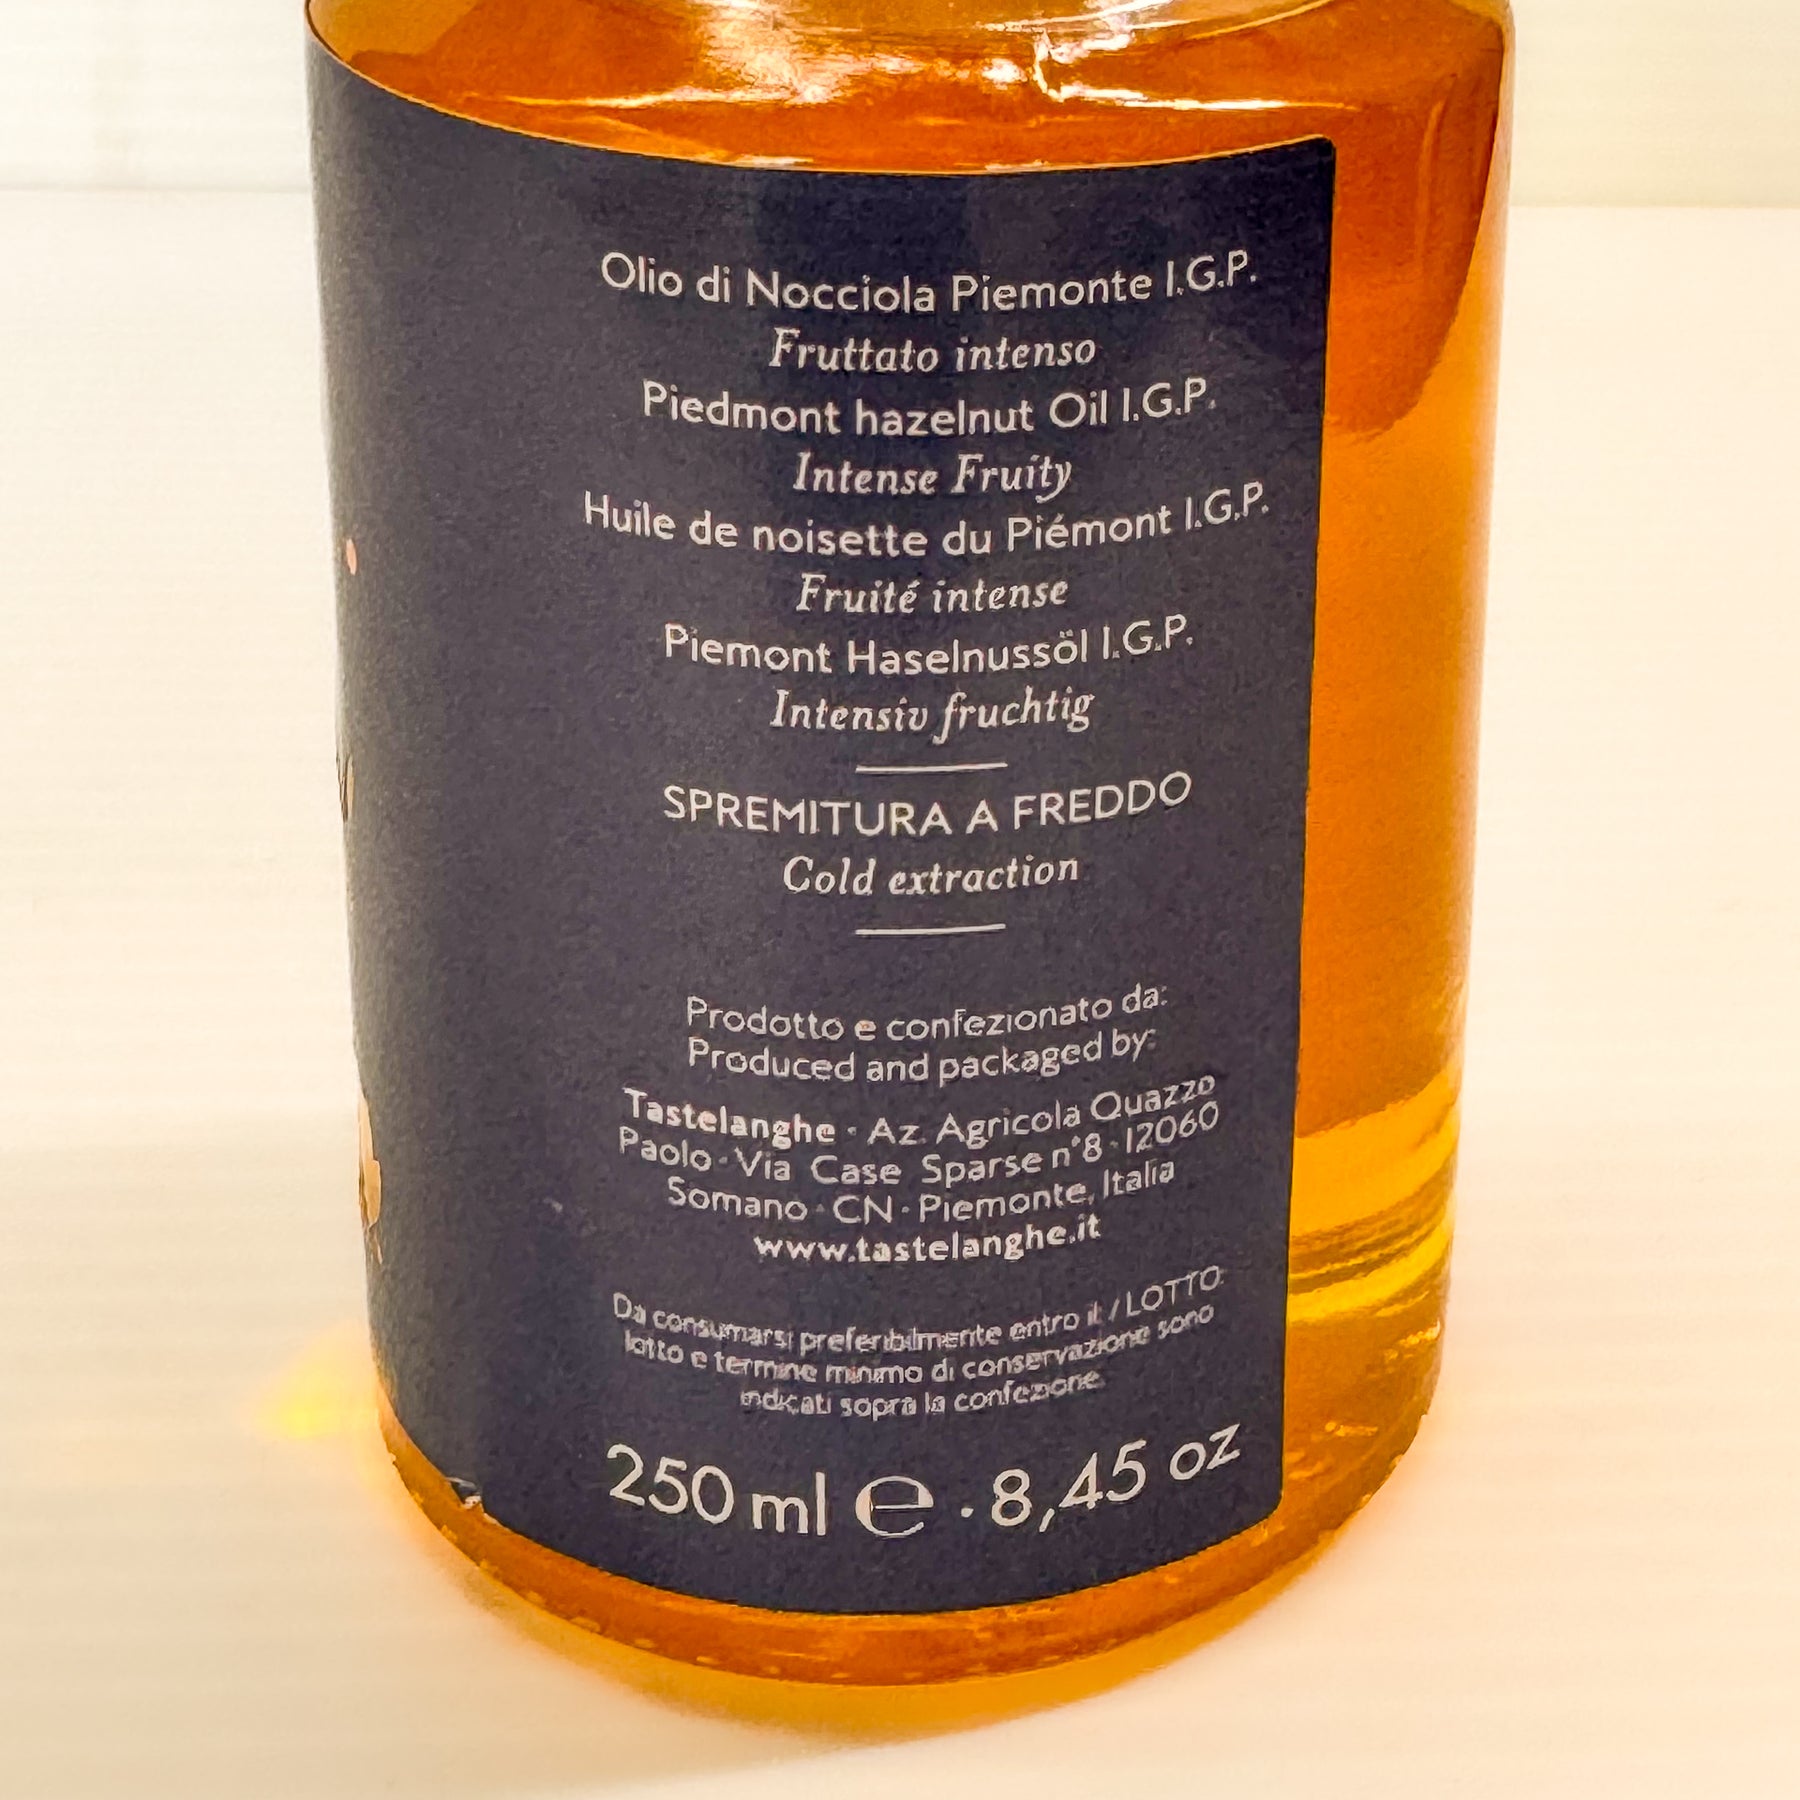 Olio di Nocciola Piemonte I.G.P.
Fruttato intenso
Piedmont hazelnut Oil I.G.P.
Intense Fruity
Huile de noisette du Piémont I.G.P.
Fruité intense
Piemont Haselnussöl I.G.P.
Intensiv fruchtig
SPREMITURA A FREDDO
Cold extraction
Prodotto e confezionato da:
Produced and packaged by:
Tastelanghe • Az. Agricola Quazzo
Paolo • Via Case Sparse n°8 • 12060
Somano • CN • Piemonte, Italia
www.tastelanghe.it
Da consumarsi preferibilmente entro il / LOTTO:
lotto e termine minimo di conservazione sono
indicati sopra la confezione.
250 ml ℮ • 8,45 oz